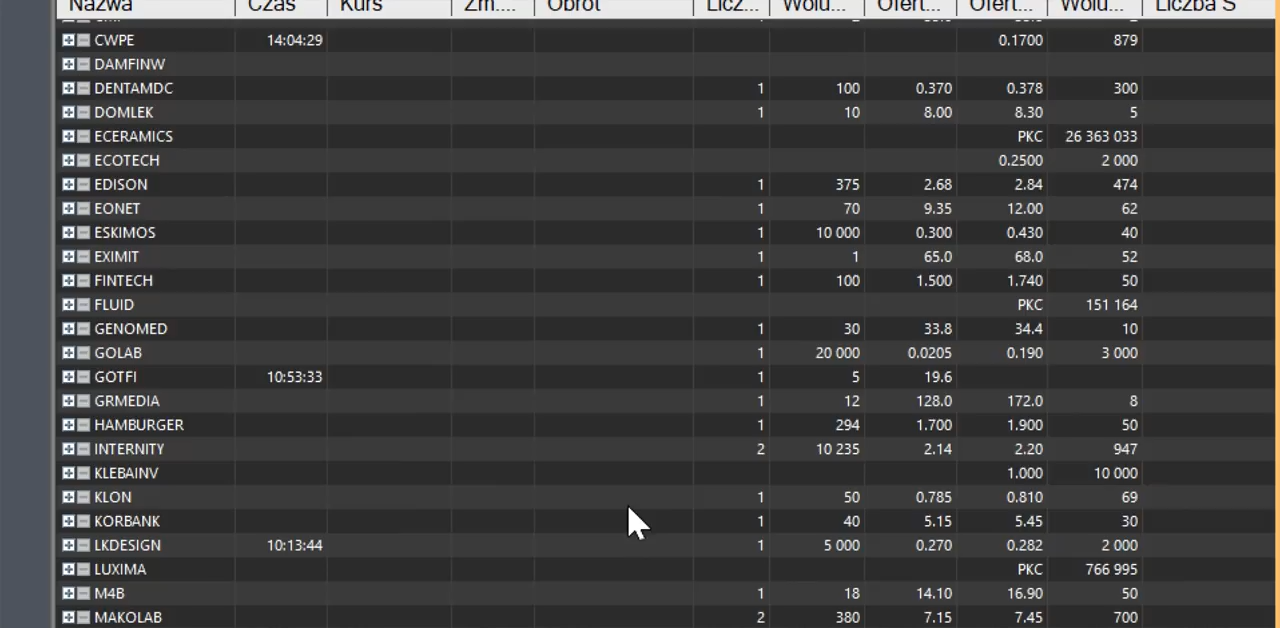 Nazwa Czas Kurs Zm.... Obrót Licz... Wolu... Ofert... Ofert... Wolu... Liczba S
CWPE 14:04:29 0.1700 879
DAMFINW
DENTAMDC 1 100 0.370 0.378 300
DOMLEK 1 10 8.00 8.30 5
ECERAMICS PKC 26 363 033
ECOTECH 0.2500 2 000
EDISON 1 375 2.68 2.84 474
EONET 1 70 9.35 12.00 62
ESKIMOS 1 10 000 0.300 0.430 40
EXIMIT 1 1 65.0 68.0 52
FINTECH 1 100 1.500 1.740 50
FLUID PKC 151 164
GENOMED 1 30 33.8 34.4 10
GOLAB 1 20 000 0.0205 0.190 3 000
GOTFI 10:53:33 1 5 19.6
GRMEDIA 1 12 128.0 172.0 8
HAMBURGER 1 294 1.700 1.900 50
INTERNITY 2 10 235 2.14 2.20 947
KLEBAINV 1.000 10 000
KLON 1 50 0.785 0.810 69
KORBANK 1 40 5.15 5.45 30
LKDESIGN 10:13:44 1 5 000 0.270 0.282 2 000
LUXIMA PKC 766 995
M4B 1 18 14.10 16.90 50
MAKOLAB 2 380 7.15 7.45 700